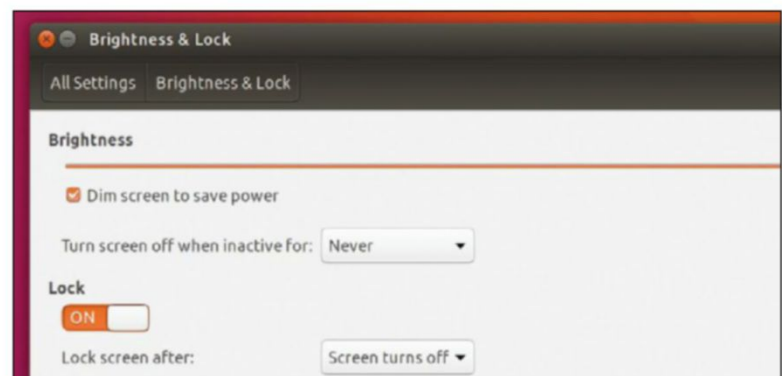 Brightness & Lock
All Settings Brightness & Lock
Brightness
Dim screen to save power
Turn screen off when inactive for: Never
Lock
ON
Lock screen after: Screen turns off